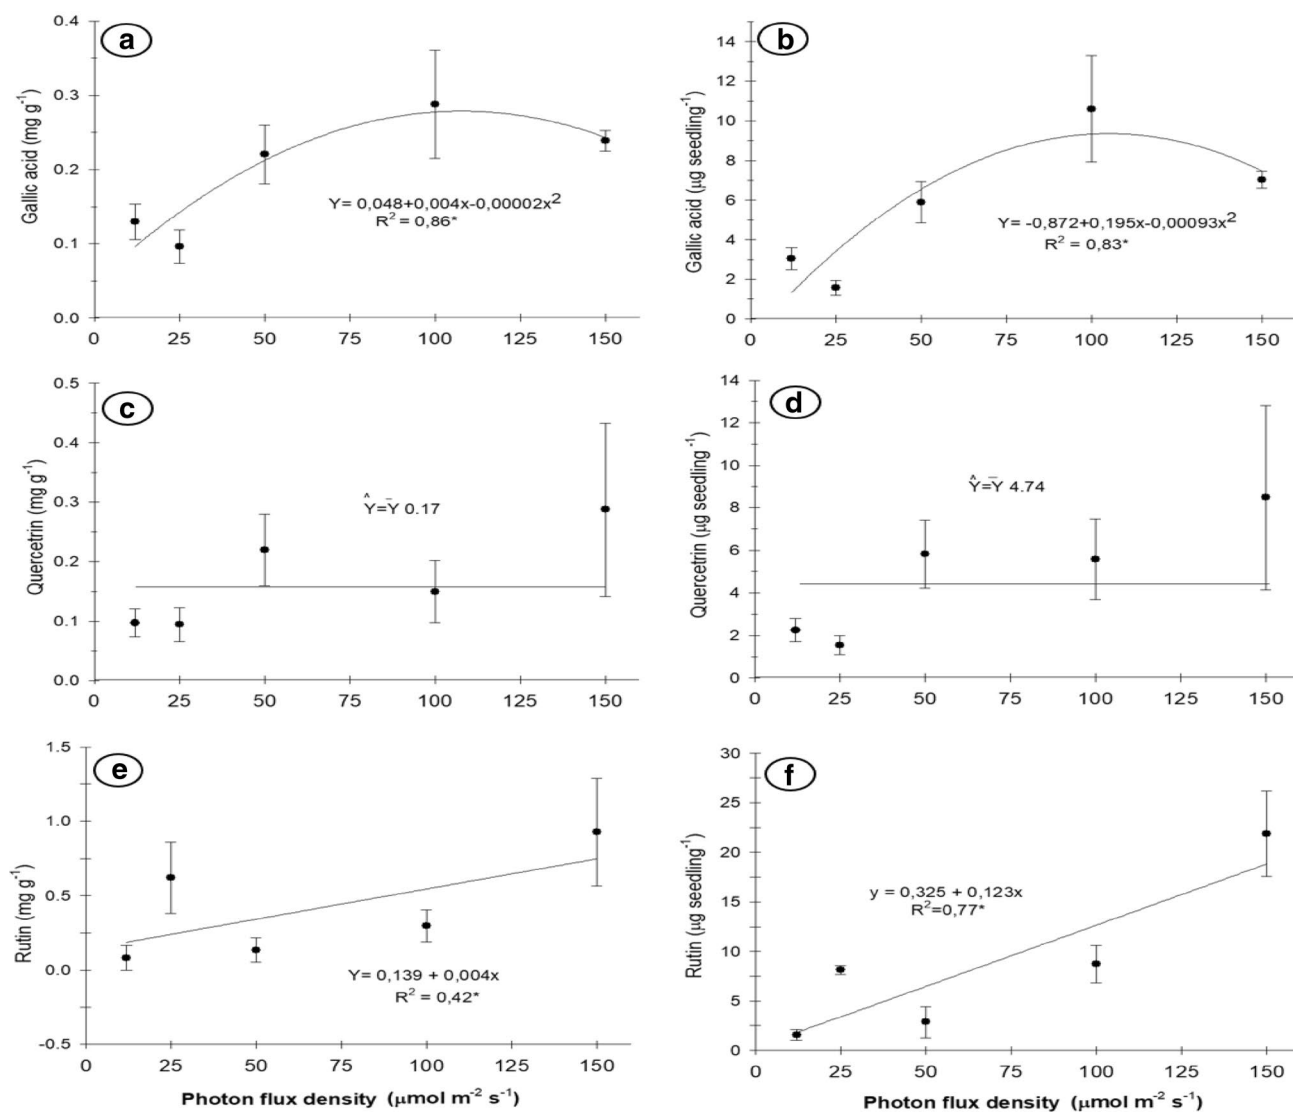 a
Gallic acid (mg g⁻¹)
0.4
0.3
0.2
0.1
0.0
Y= 0,048+0,004x-0,00002x²
R² = 0,86*
0 25 50 75 100 125 150
b
Gallic acid (µg seedling⁻¹)
14
12
10
8
6
4
2
0
Y= -0,872+0,195x-0,00093x²
R² = 0,83*
0 25 50 75 100 125 150
c
Quercetrin (mg g⁻¹)
0.5
0.4
0.3
0.2
0.1
0.0
Ŷ=Ȳ 0.17
0 25 50 75 100 125 150
d
Quercetrin (µg seedling⁻¹)
14
12
10
8
6
4
2
0
Ŷ=Ȳ 4.74
0 25 50 75 100 125 150
e
Rutin (mg g⁻¹)
1.5
1.0
0.5
0.0
-0.5
Y= 0,139 + 0,004x
R² = 0,42*
0 25 50 75 100 125 150
Photon flux density (µmol m⁻² s⁻¹)
f
Rutin (µg seedling⁻¹)
30
25
20
15
10
5
0
y = 0,325 + 0,123x
R²=0,77*
0 25 50 75 100 125 150
Photon flux density (µmol m⁻² s⁻¹)